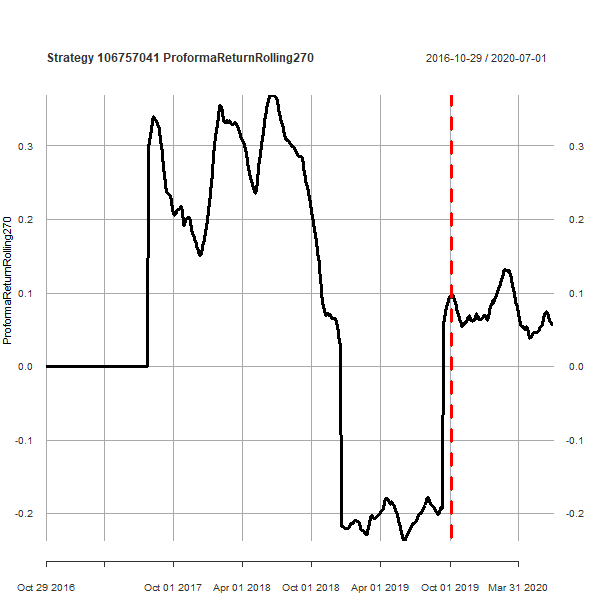 Strategy 106757041 ProformaReturnRolling270
2016-10-29 / 2020-07-01
ProformaReturnRolling270
0.3 0.3
0.2 0.2
0.1 0.1
0.0 0.0
-0.1 -0.1
-0.2 -0.2
Oct 29 2016 Oct 01 2017 Apr 01 2018 Oct 01 2018 Apr 01 2019 Oct 01 2019 Mar 31 2020